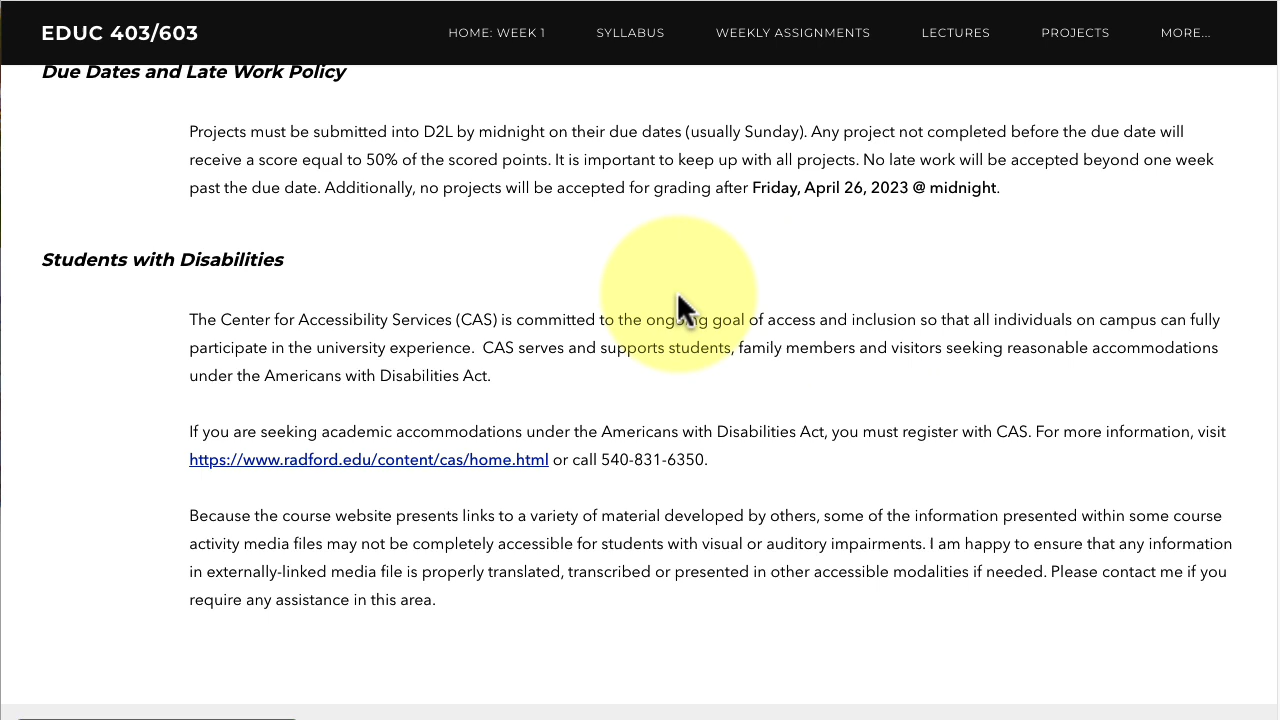 EDUC 403/603
HOME: WEEK 1 SYLLABUS WEEKLY ASSIGNMENTS LECTURES PROJECTS MORE...
Due Dates and Late Work Policy
Projects must be submitted into D2L by midnight on their due dates (usually Sunday). Any project not completed before the due date will
receive a score equal to 50% of the scored points. It is important to keep up with all projects. No late work will be accepted beyond one week
past the due date. Additionally, no projects will be accepted for grading after Friday, April 26, 2023 @ midnight.
Students with Disabilities
The Center for Accessibility Services (CAS) is committed to the ongoing goal of access and inclusion so that all individuals on campus can fully
participate in the university experience.  CAS serves and supports students, family members and visitors seeking reasonable accommodations
under the Americans with Disabilities Act.
If you are seeking academic accommodations under the Americans with Disabilities Act, you must register with CAS. For more information, visit
https://www.radford.edu/content/cas/home.html or call 540-831-6350.
Because the course website presents links to a variety of material developed by others, some of the information presented within some course
activity media files may not be completely accessible for students with visual or auditory impairments. I am happy to ensure that any information
in externally-linked media file is properly translated, transcribed or presented in other accessible modalities if needed. Please contact me if you
require any assistance in this area.